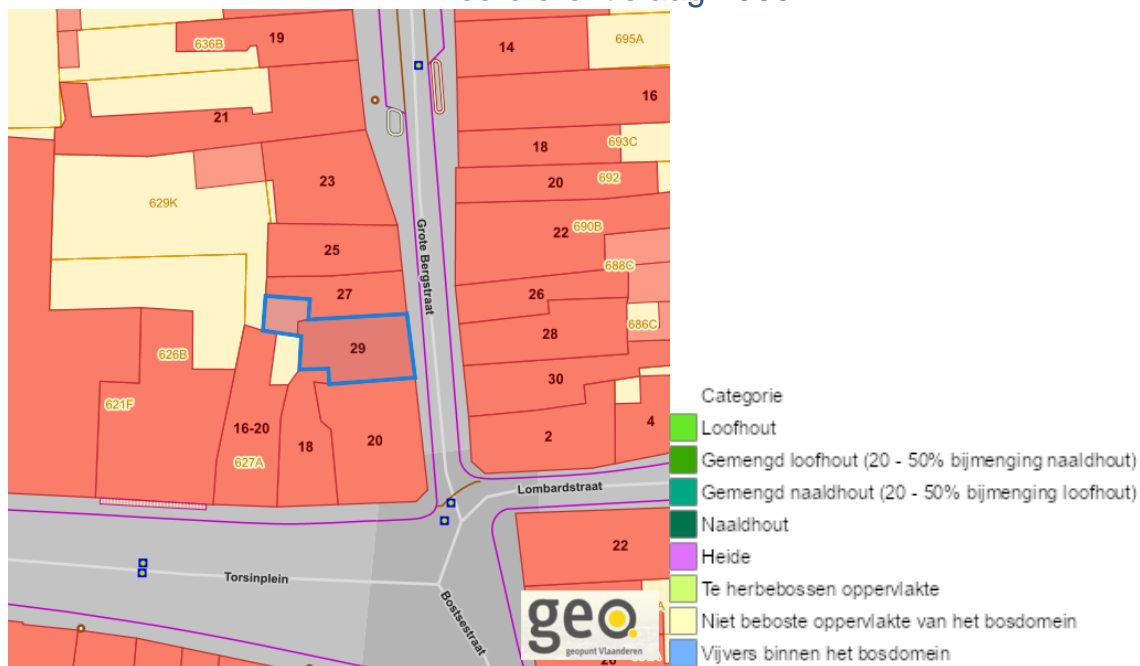 19
636B
14
695A
16
21
18
693C
20
692
23
629K
22
690B
25
688C
Grote Bergstraat
27
26
686C
28
29
626B
30
621F
16-20
627A
18
20
2
4
Lombardstraat
22
Torsinplein
Bostsestraat
geo.
geopunt Vlaanderen
Categorie
Loofhout
Gemengd loofhout (20 - 50% bijmenging naaldhout)
Gemengd naaldhout (20 - 50% bijmenging loofhout)
Naaldhout
Heide
Te herbebossen oppervlakte
Niet beboste oppervlakte van het bosdomein
Vijvers binnen het bosdomein